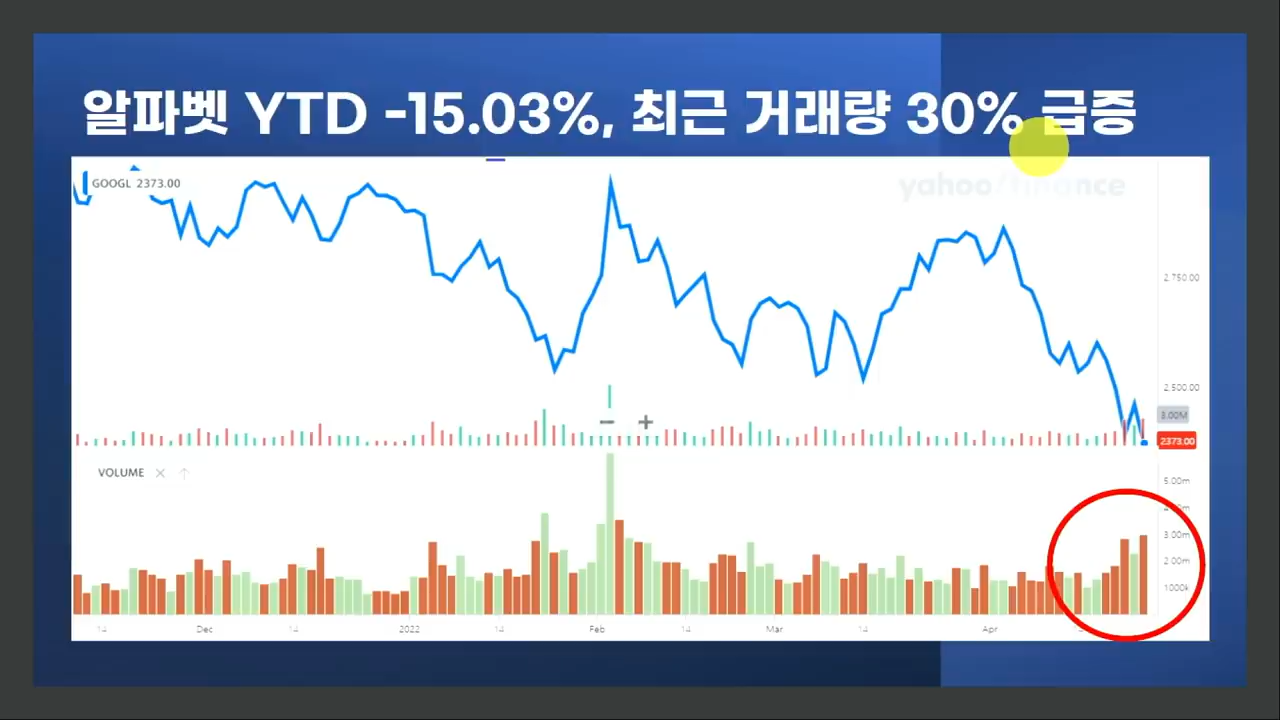 알파벳 YTD -15.03%, 최근 거래량 30% 급증
GOOGL 2373.00
yahoo/finance
2,750.00
2,500.00
3.00M
2373.00
VOLUME
5.00m
3.00m
2.00m
1000k
14 Dec 14 2022 14 Feb 14 Mar 14 Apr